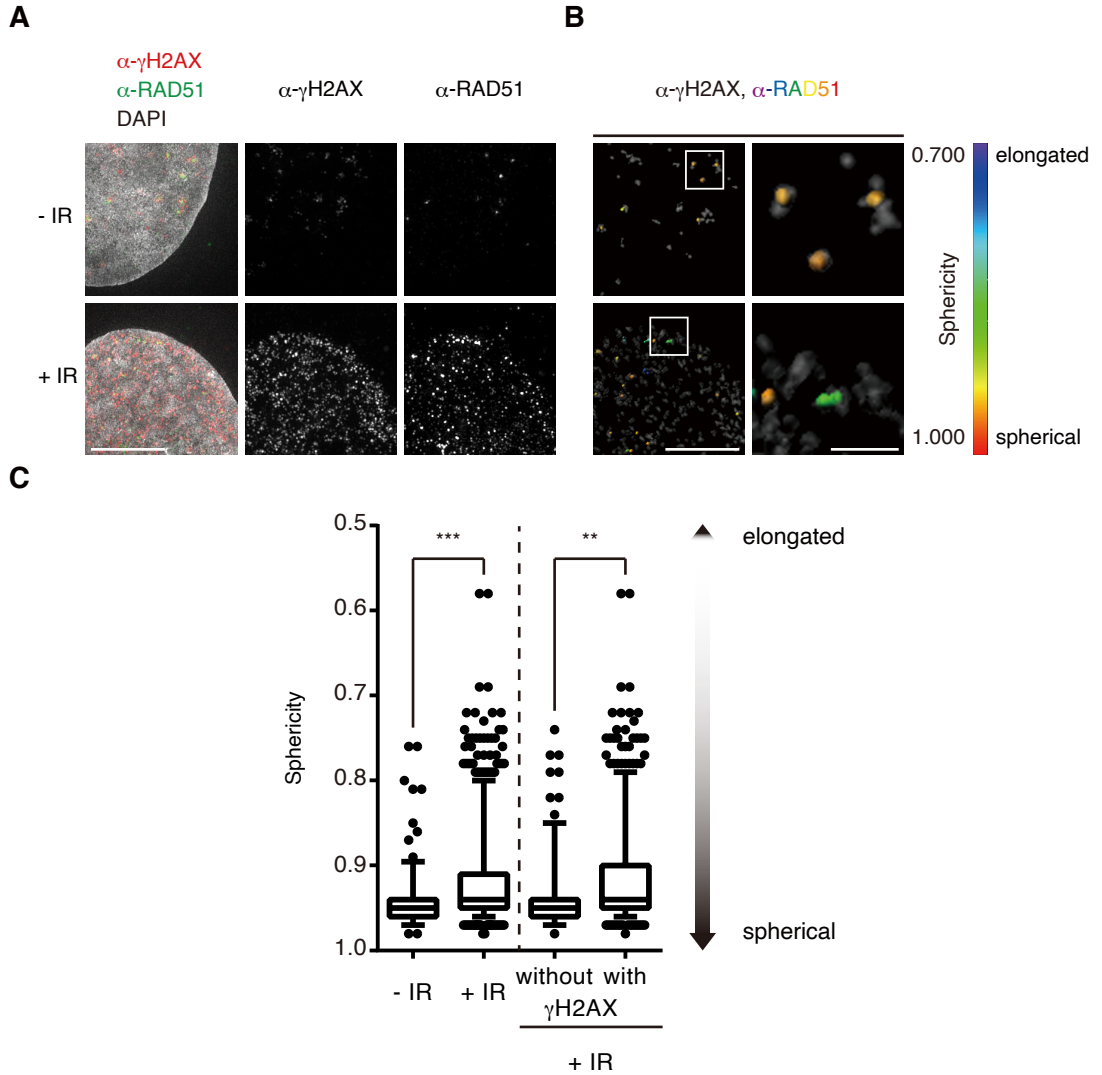 A
B
α-γH2AX
α-RAD51
DAPI
α-γH2AX
α-RAD51
α-γH2AX, α-RAD51
- IR
+ IR
0.700
elongated
Sphericity
1.000
spherical
C
0.5
0.6
0.7
0.8
0.9
1.0
Sphericity
***
**
elongated
spherical
- IR
+ IR
without with
γH2AX
+ IR